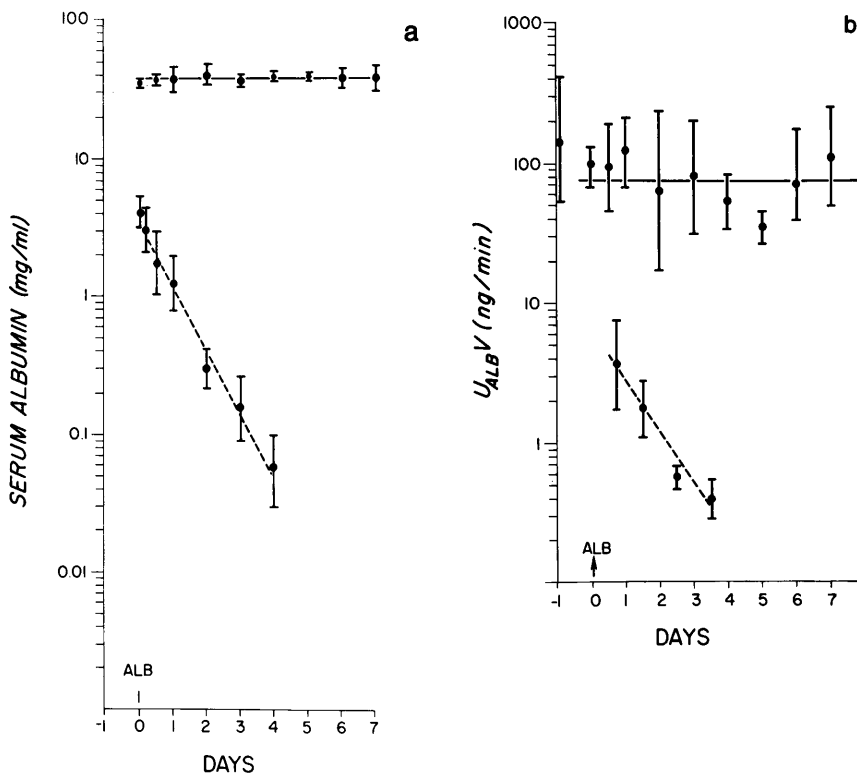 a
SERUM ALBUMIN (mg/ml)
100
10
1
0.1
0.01
ALB
-1 0 1 2 3 4 5 6 7
DAYS
b
U_ALB V (ng/min)
1000
100
10
1
ALB
-1 0 1 2 3 4 5 6 7
DAYS